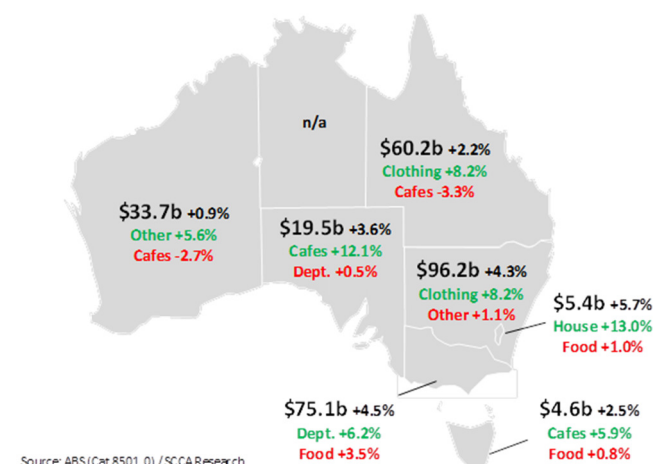 n/a
$60.2b +2.2%
Clothing +8.2%
Cafes -3.3%
$33.7b +0.9%
Other +5.6%
Cafes -2.7%
$19.5b +3.6%
Cafes +12.1%
Dept. +0.5%
$96.2b +4.3%
Clothing +8.2%
Other +1.1%
$5.4b +5.7%
House +13.0%
Food +1.0%
$75.1b +4.5%
Dept. +6.2%
Food +3.5%
$4.6b +2.5%
Cafes +5.9%
Food +0.8%
Source: ABS (Cat 8501.0) / SCCA Research